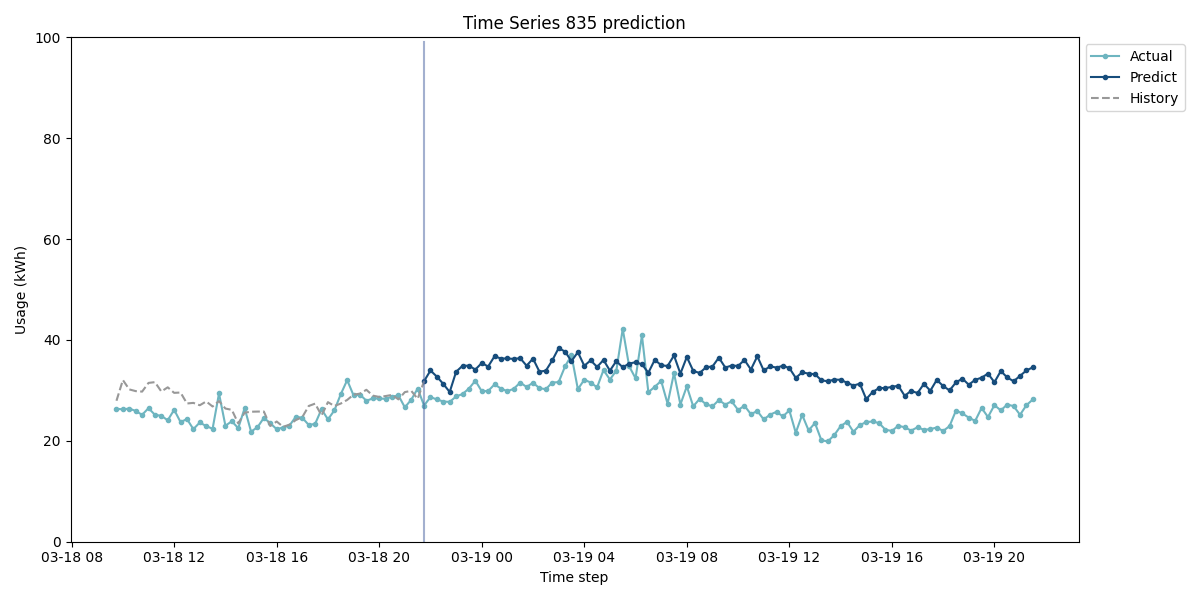 Time Series 835 prediction
Usage (kWh)
100
80
60
40
20
0
03-18 08
03-18 12
03-18 16
03-18 20
03-19 00
03-19 04
03-19 08
03-19 12
03-19 16
03-19 20
Time step
Actual
Predict
History